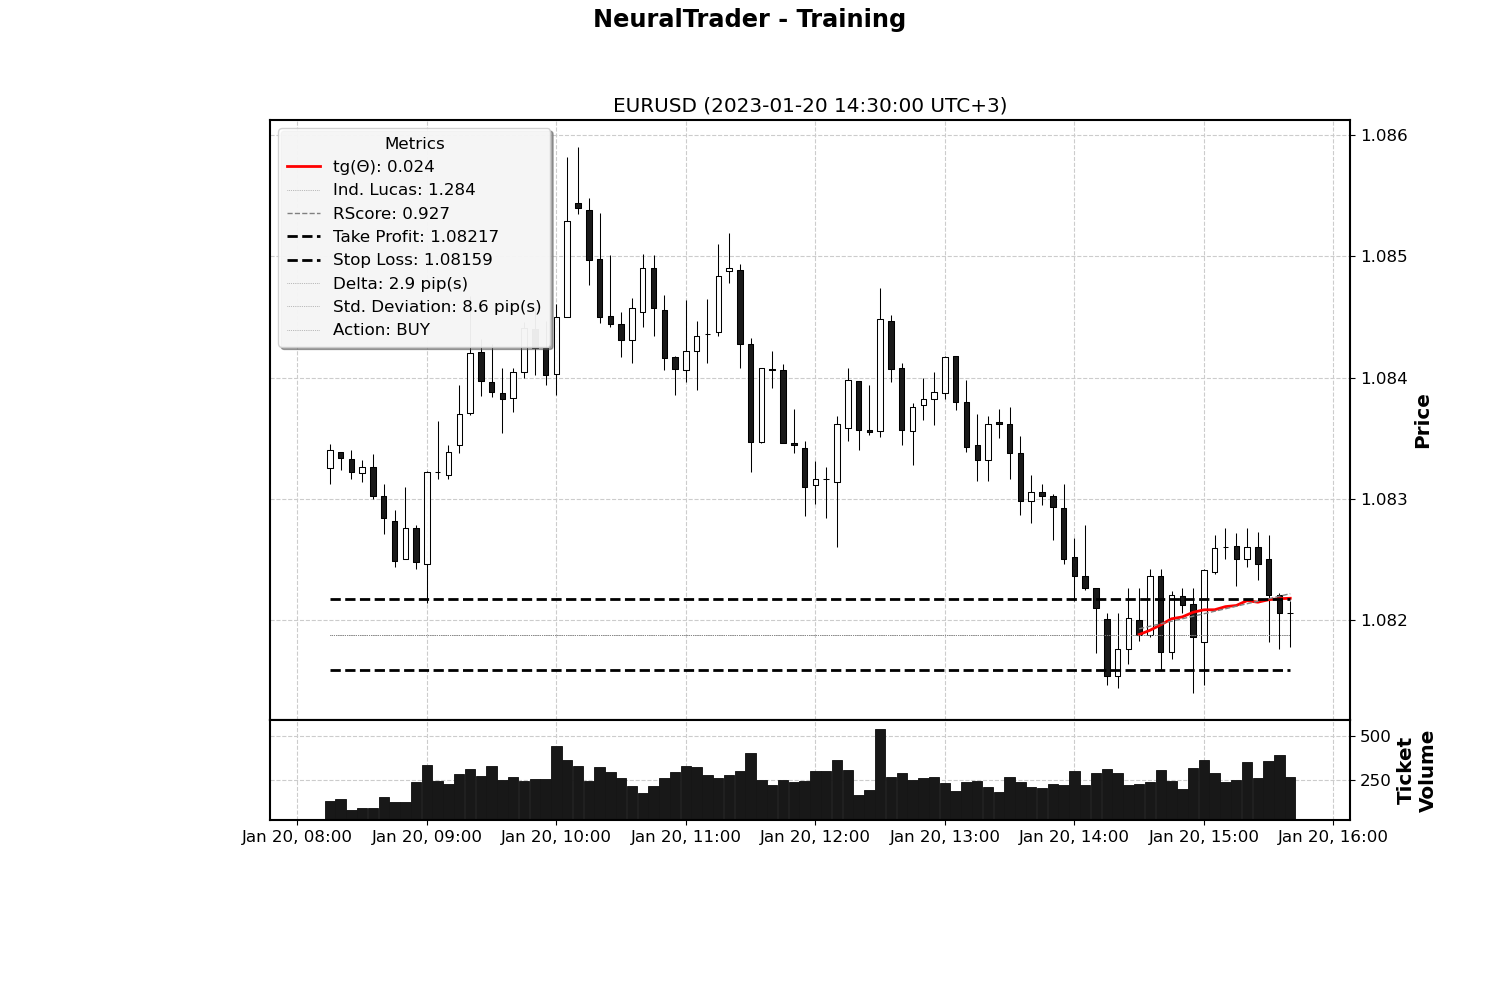 NeuralTrader - Training
EURUSD (2023-01-20 14:30:00 UTC+3)
Metrics
tg(Θ): 0.024
Ind. Lucas: 1.284
RScore: 0.927
Take Profit: 1.08217
Stop Loss: 1.08159
Delta: 2.9 pip(s)
Std. Deviation: 8.6 pip(s)
Action: BUY
1.086
1.085
1.084
1.083
1.082
Price
500
250
Ticket
Volume
Jan 20, 08:00
Jan 20, 09:00
Jan 20, 10:00
Jan 20, 11:00
Jan 20, 12:00
Jan 20, 13:00
Jan 20, 14:00
Jan 20, 15:00
Jan 20, 16:00